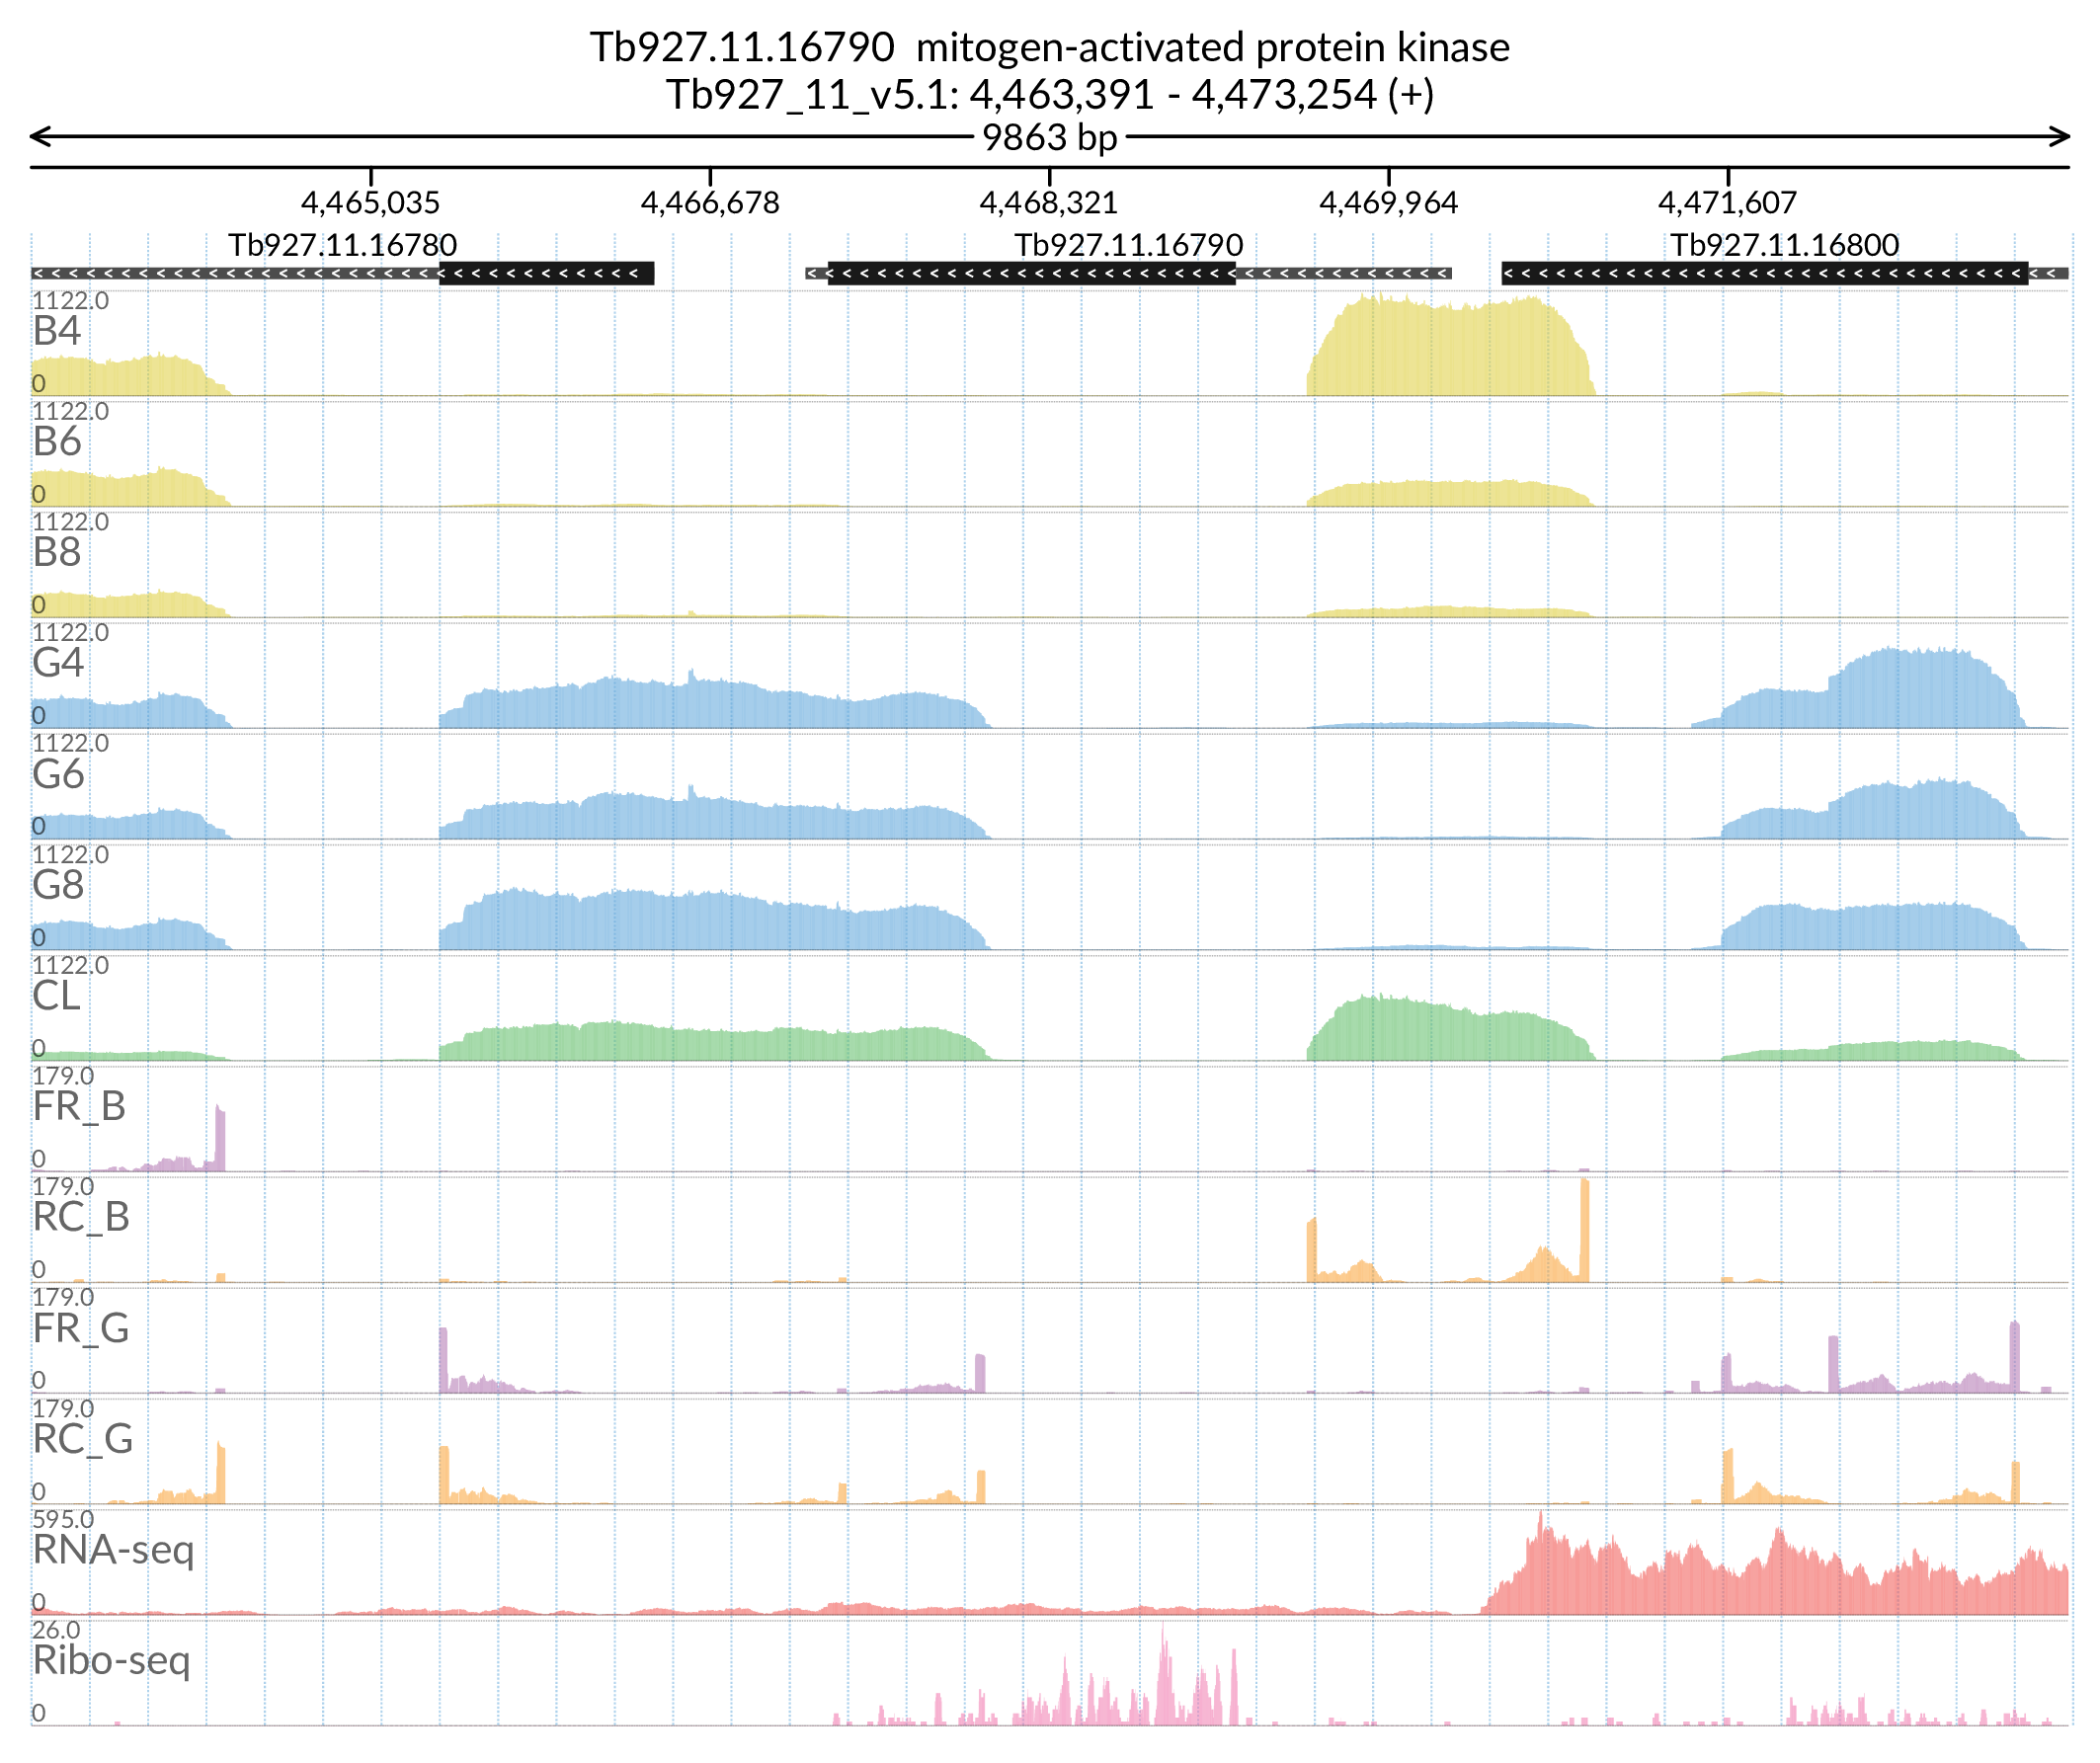 Tb927.11.16790  mitogen-activated protein kinase
Tb927_11_v5.1: 4,463,391 - 4,473,254 (+)
9863 bp
4,465,035 4,466,678 4,468,321 4,469,964 4,471,607
Tb927.11.16780 Tb927.11.16790 Tb927.11.16800
1122.0
B4
0
1122.0
B6
0
1122.0
B8
0
1122.0
G4
0
1122.0
G6
0
1122.0
G8
0
1122.0
CL
0
179.0
FR_B
0
179.0
RC_B
0
179.0
FR_G
0
179.0
RC_G
0
595.0
RNA-seq
0
26.0
Ribo-seq
0